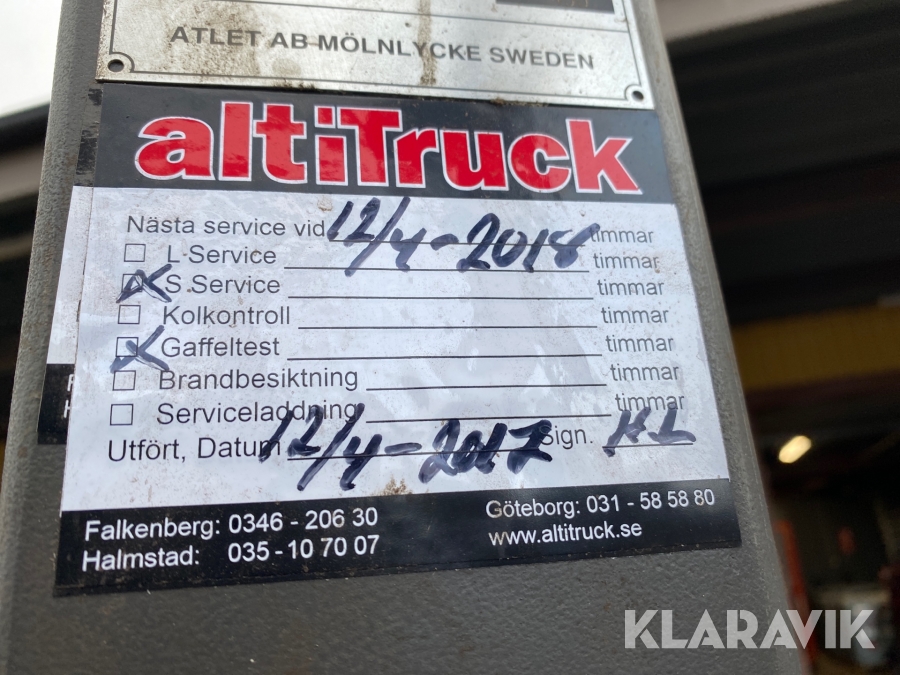 ATLET AB MÖLNLYCKE SWEDEN
altiTruck
Nästa service vid 12/4-2018 timmar
L-Service timmar
S.Service timmar
Kolkontroll timmar
Gaffeltest timmar
Brandbesiktning timmar
Serviceladdning timmar
Utfört, Datum 12/4-2017 Sign. H L
Falkenberg: 0346 - 206 30
Halmstad: 035 - 10 70 07
Göteborg: 031 - 58 58 80
www.altitruck.se
KLARAVIK